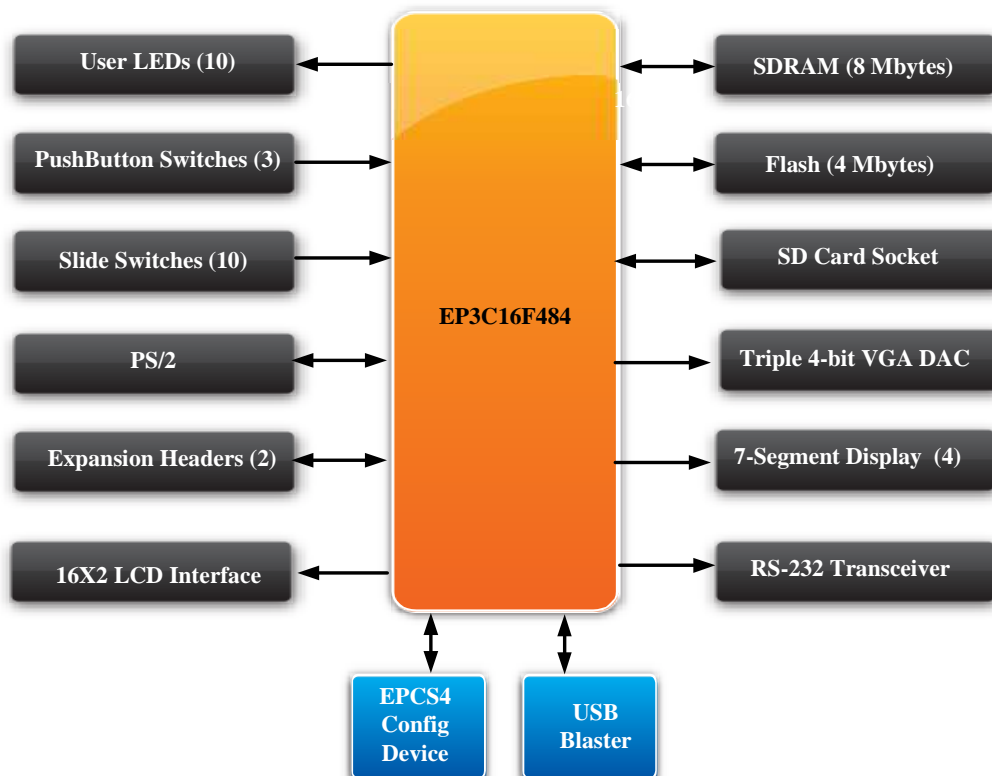 User LEDs (10)
PushButton Switches (3)
Slide Switches (10)
PS/2
Expansion Headers (2)
16X2 LCD Interface
EP3C16F484
SDRAM (8 Mbytes)
Flash (4 Mbytes)
SD Card Socket
Triple 4-bit VGA DAC
7-Segment Display (4)
RS-232 Transceiver
EPCS4
Config
Device
USB
Blaster